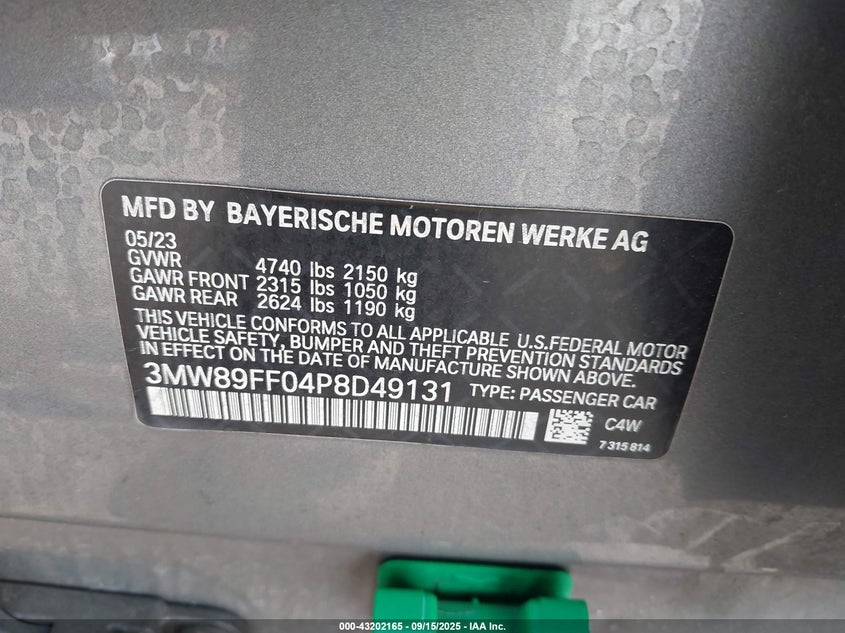 MFD BY BAYERISCHE MOTOREN WERKE AG
05/23
GVWR 4740 lbs 2150 kg
GAWR FRONT 2315 lbs 1050 kg
GAWR REAR 2624 lbs 1190 kg
THIS VEHICLE CONFORMS TO ALL APPLICABLE U.S.FEDERAL MOTOR
VEHICLE SAFETY, BUMPER AND THEFT PREVENTION STANDARDS
IN EFFECT ON THE DATE OF MANUFACTURE SHOWN ABOVE.
3MW89FF04P8D49131 TYPE: PASSENGER CAR
C4W
7 315 814
000-43202165 - 09/15/2025 - IAA Inc.